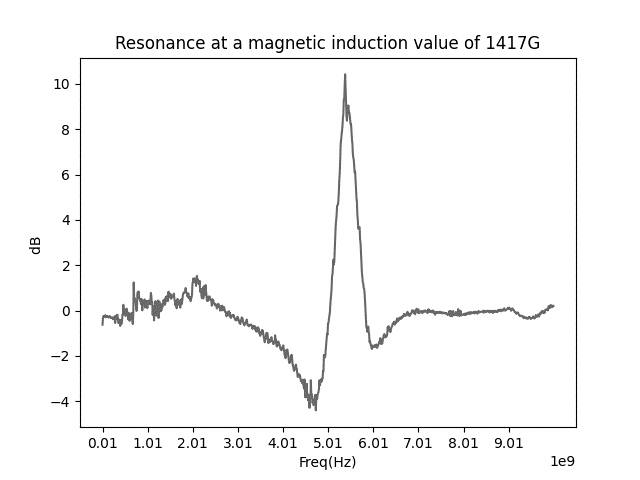 Resonance at a magnetic induction value of 1417G
10
8
6
4
2
0
−2
−4
dB
0.01 1.01 2.01 3.01 4.01 5.01 6.01 7.01 8.01 9.01
Freq(Hz)
1e9